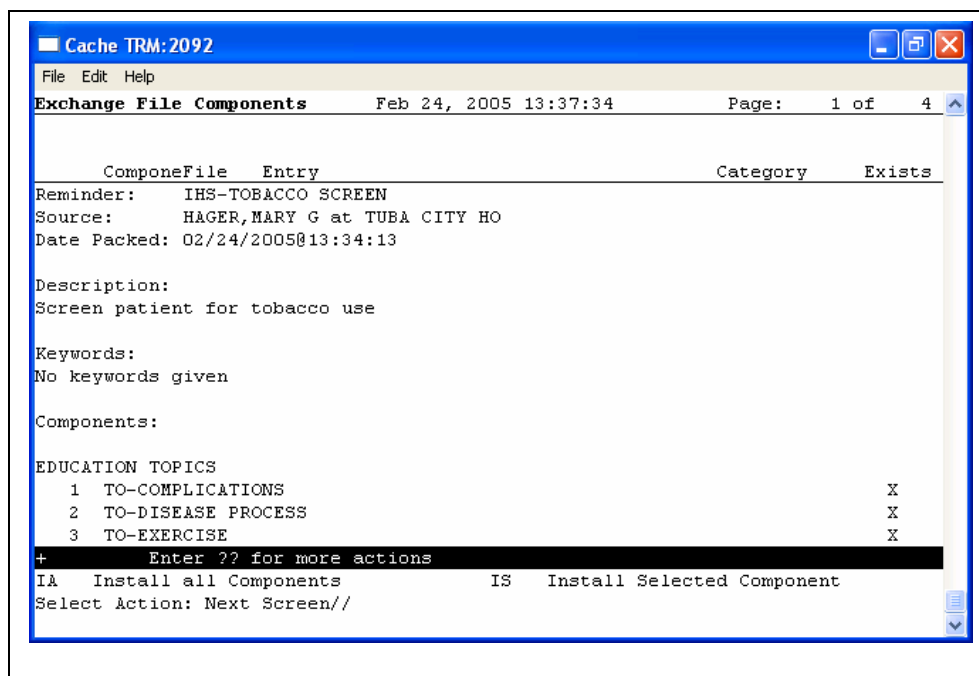 Cache TRM:2092
File Edit Help
Exchange File Components Feb 24, 2005 13:37:34 Page: 1 of 4
ComponeFile Entry Category Exists
Reminder: IHS-TOBACCO SCREEN
Source: HAGER,MARY G at TUBA CITY HO
Date Packed: 02/24/2005@13:34:13
Description:
Screen patient for tobacco use
Keywords:
No keywords given
Components:
EDUCATION TOPICS
1 TO-COMPLICATIONS X
2 TO-DISEASE PROCESS X
3 TO-EXERCISE X
+ Enter ?? for more actions
IA Install all Components IS Install Selected Component
Select Action: Next Screen//